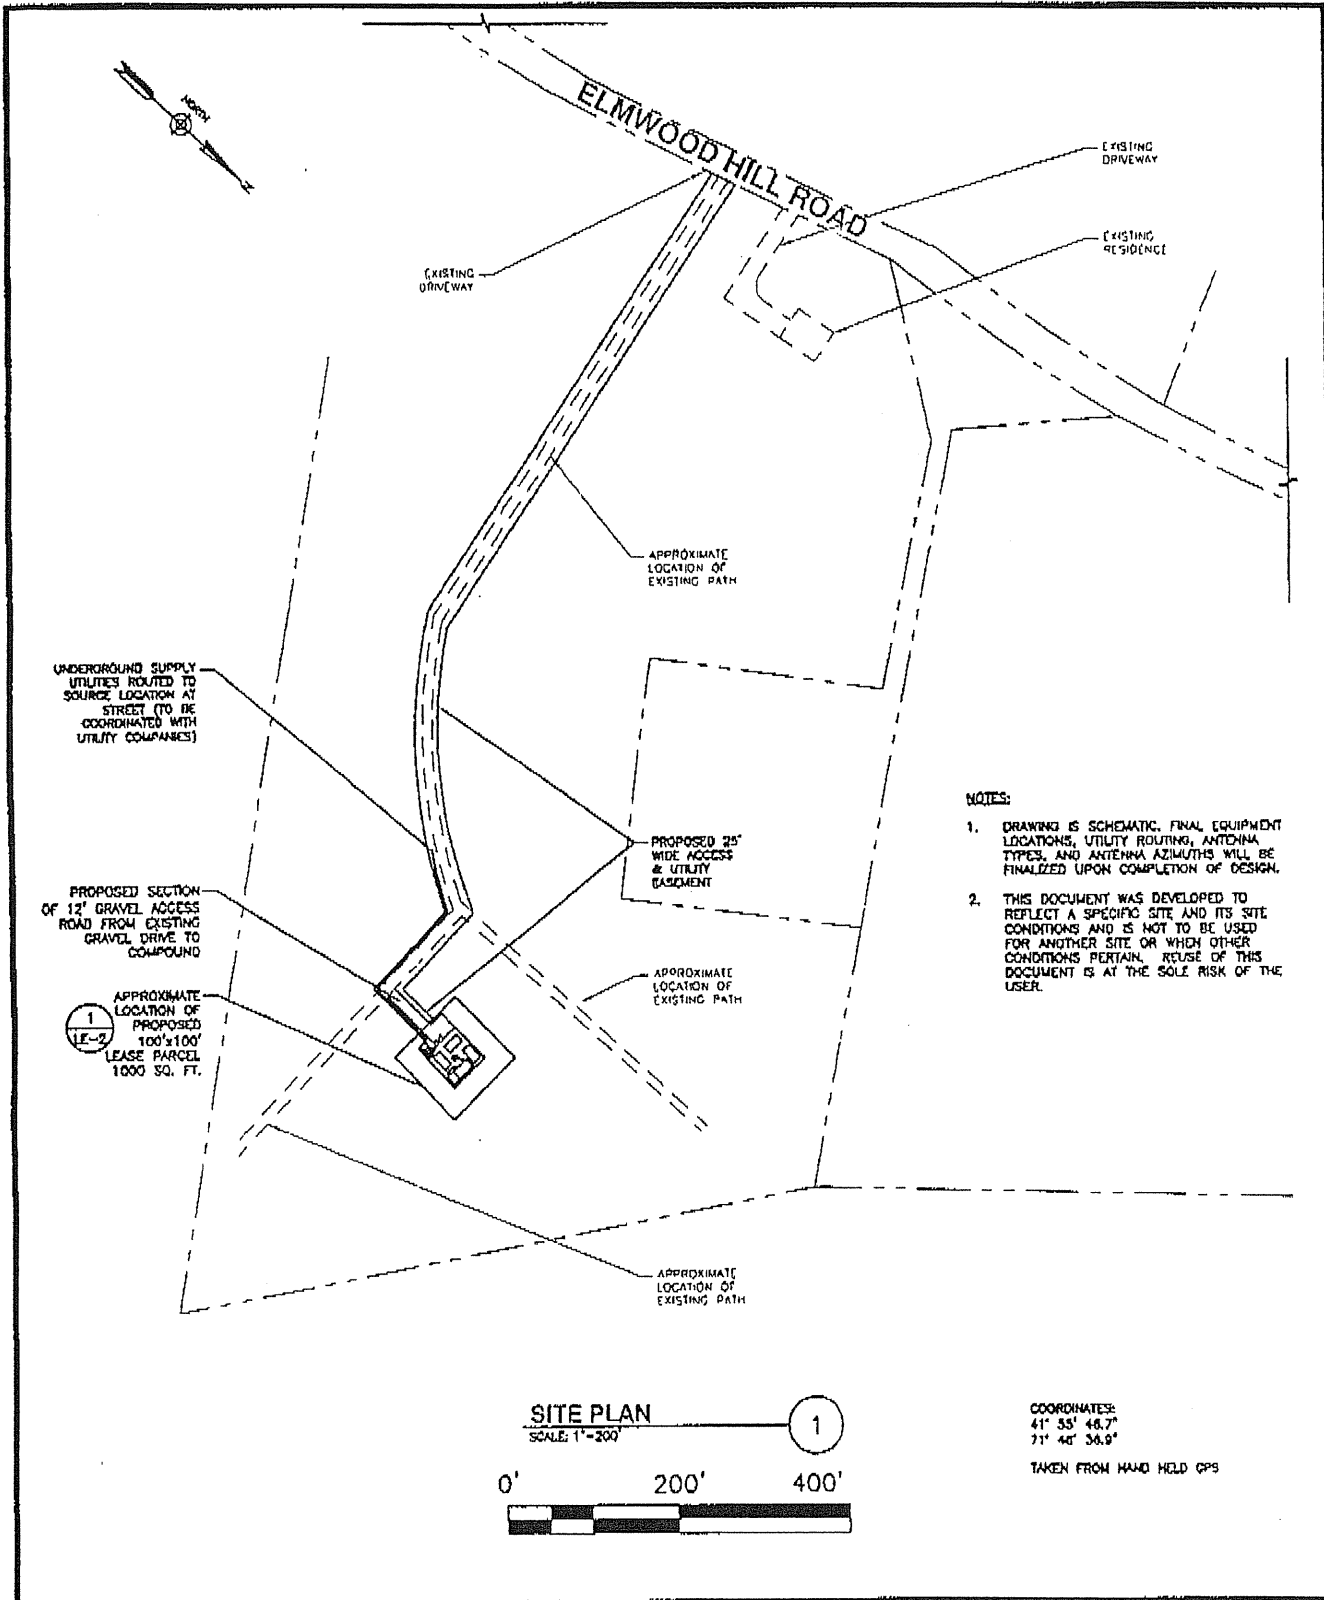 NORTH
N
ELMWOOD HILL ROAD
EXISTING
DRIVEWAY
EXISTING
RESIDENCE
EXISTING
DRIVEWAY
APPROXIMATE
LOCATION OF
EXISTING PATH
UNDERGROUND SUPPLY
UTILITIES ROUTED TO
SOURCE LOCATION AT
STREET (TO BE
COORDINATED WITH
UTILITY COMPANIES)
PROPOSED 25'
WIDE ACCESS
& UTILITY
EASEMENT
NOTES:
1. DRAWING IS SCHEMATIC. FINAL EQUIPMENT
LOCATIONS, UTILITY ROUTING, ANTENNA
TYPES, AND ANTENNA AZIMUTHS WILL BE
FINALIZED UPON COMPLETION OF DESIGN.
2. THIS DOCUMENT WAS DEVELOPED TO
REFLECT A SPECIFIC SITE AND ITS SITE
CONDITIONS AND IS NOT TO BE USED
FOR ANOTHER SITE OR WHEN OTHER
CONDITIONS PERTAIN. REUSE OF THIS
DOCUMENT IS AT THE SOLE RISK OF THE
USER.
PROPOSED SECTION
OF 12' GRAVEL ACCESS
ROAD FROM EXISTING
GRAVEL DRIVE TO
COMPOUND
APPROXIMATE
LOCATION OF
PROPOSED
100'x100'
LEASE PARCEL
1000 SQ. FT.
1
LE-2
APPROXIMATE
LOCATION OF
EXISTING PATH
APPROXIMATE
LOCATION OF
EXISTING PATH
SITE PLAN
SCALE: 1"=200'
1
0' 200' 400'
COORDINATES:
41° 35' 46.7"
71° 46' 36.9"
TAKEN FROM HAND HELD GPS